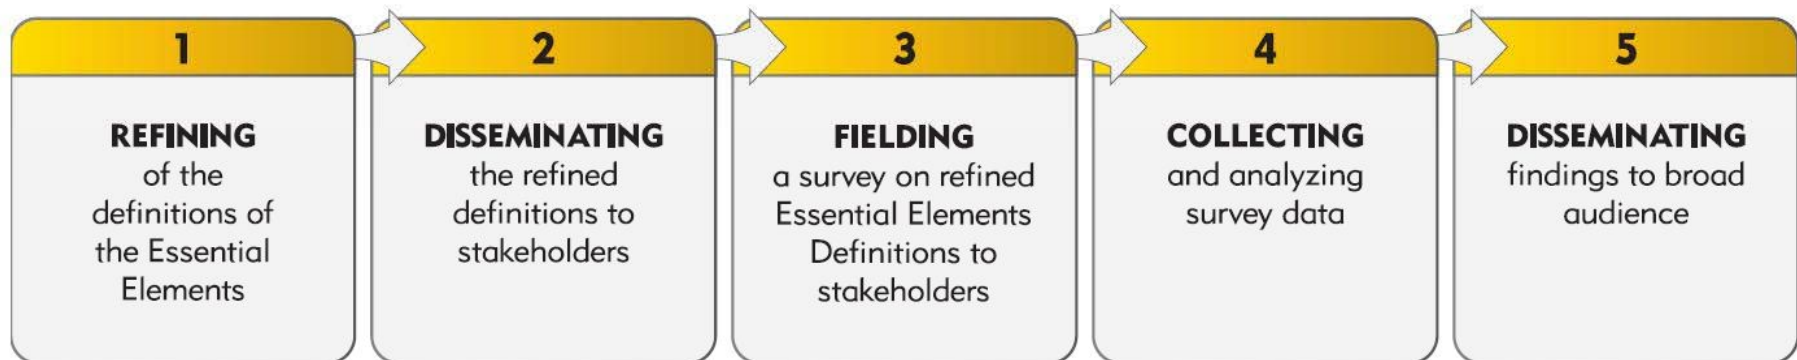 1
REFINING
of the
definitions of
the Essential
Elements
2
DISSEMINATING
the refined
definitions to
stakeholders
3
FIELDING
a survey on refined
Essential Elements
Definitions to
stakeholders
4
COLLECTING
and analyzing
survey data
5
DISSEMINATING
findings to broad
audience